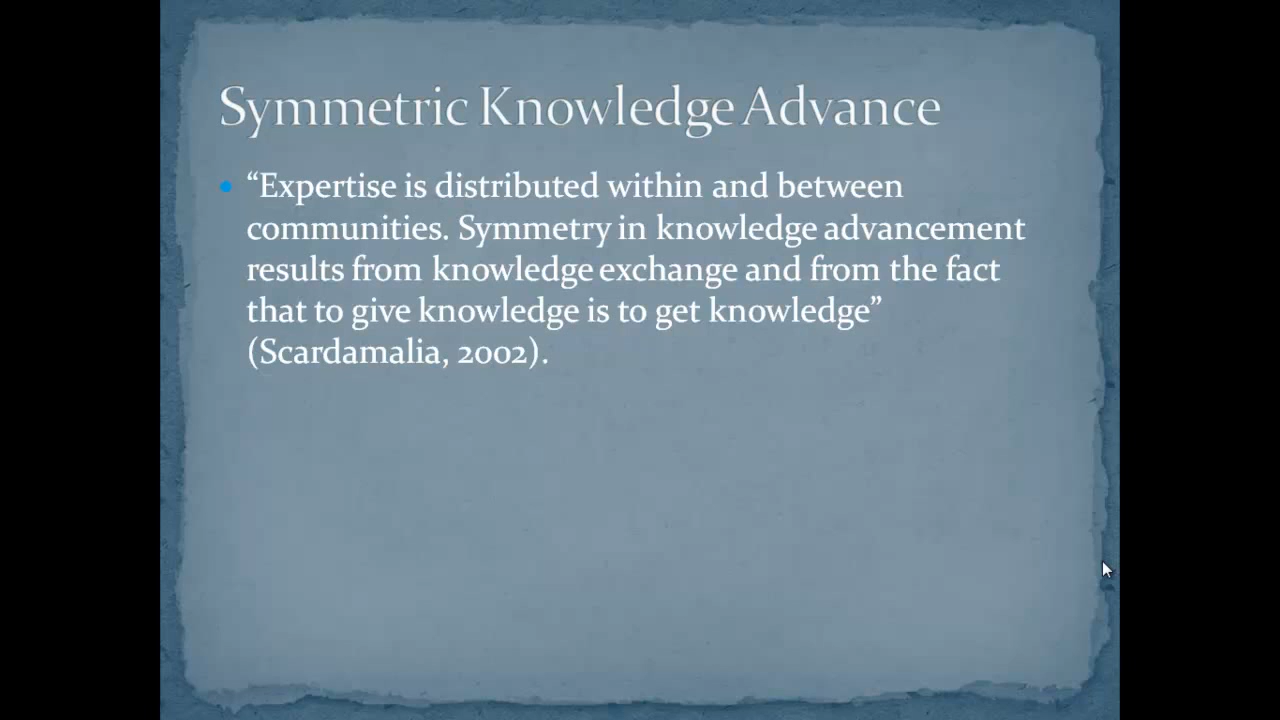 Symmetric Knowledge Advance
• “Expertise is distributed within and between
communities. Symmetry in knowledge advancement
results from knowledge exchange and from the fact
that to give knowledge is to get knowledge”
(Scardamalia, 2002).